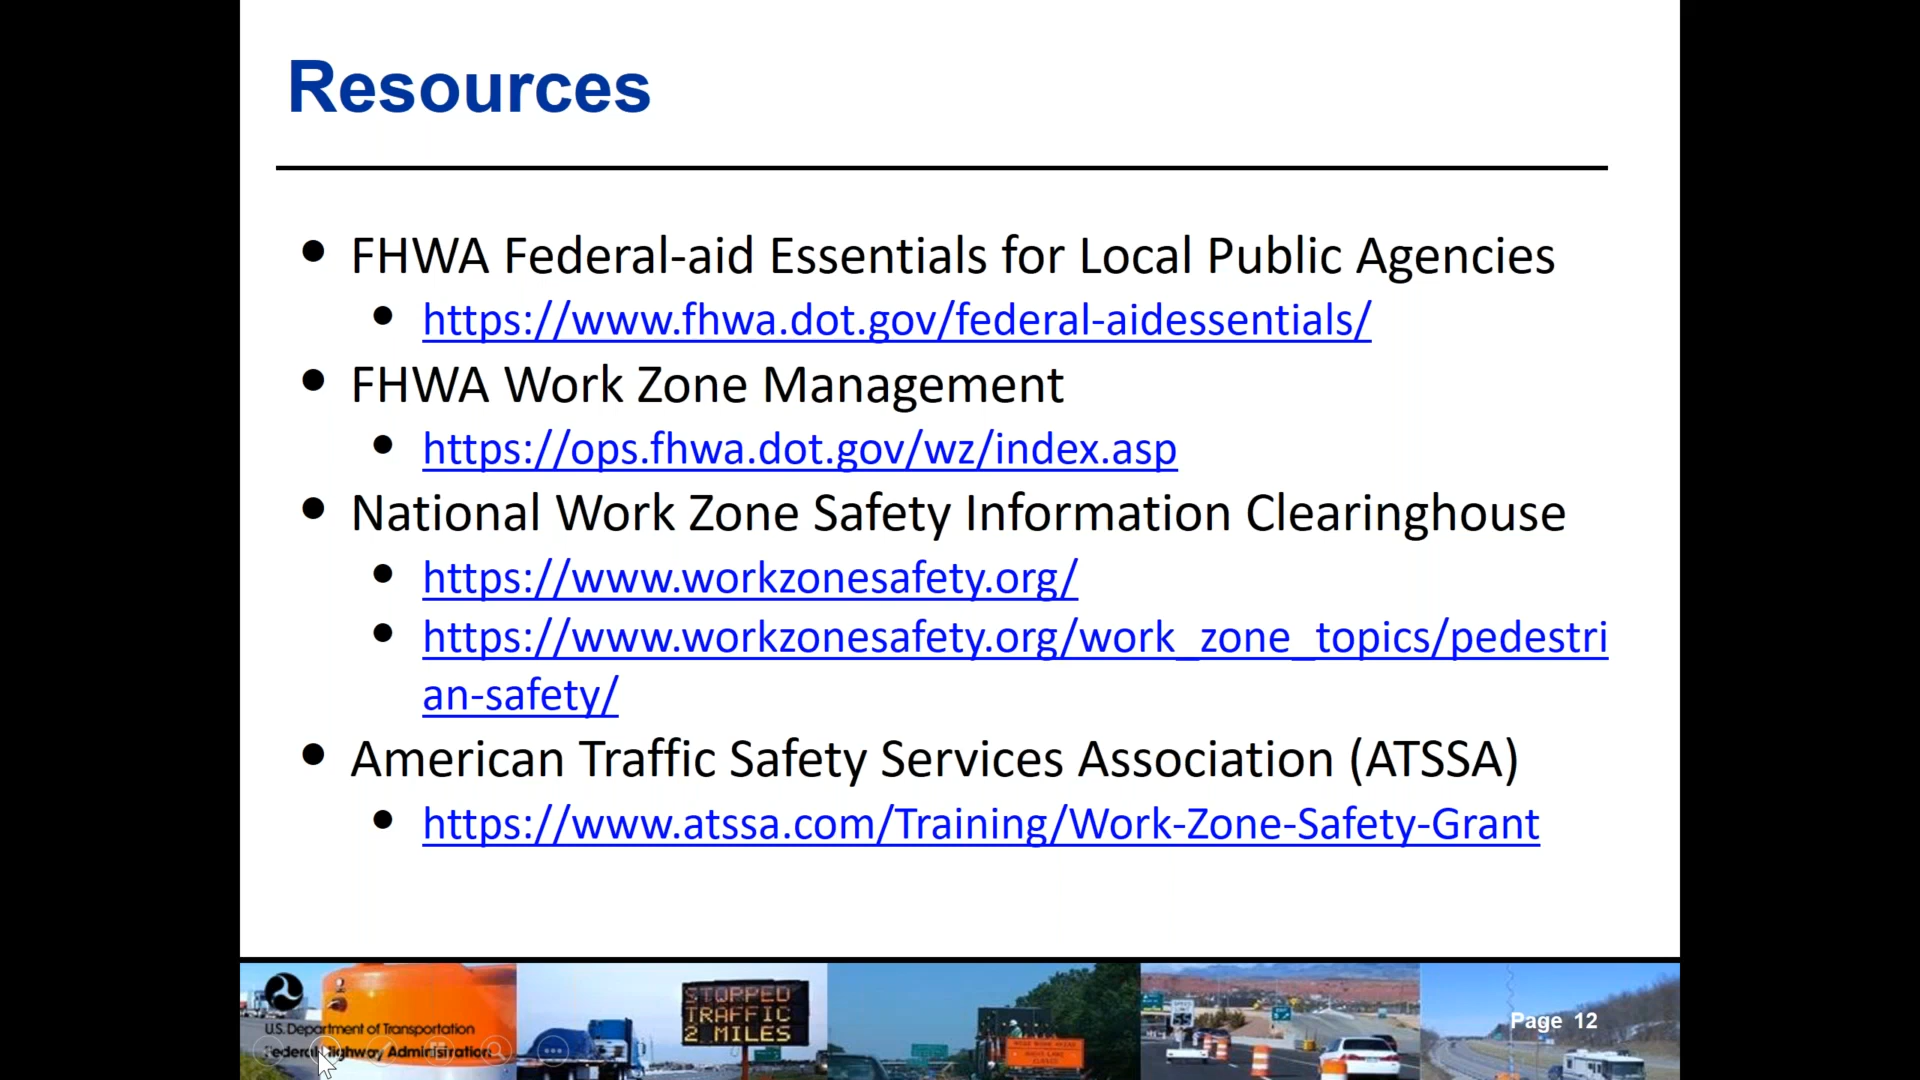 Resources
• FHWA Federal-aid Essentials for Local Public Agencies
• https://www.fhwa.dot.gov/federal-aidessentials/
• FHWA Work Zone Management
• https://ops.fhwa.dot.gov/wz/index.asp
• National Work Zone Safety Information Clearinghouse
• https://www.workzonesafety.org/
• https://www.workzonesafety.org/work_zone_topics/pedestri
an-safety/
• American Traffic Safety Services Association (ATSSA)
• https://www.atssa.com/Training/Work-Zone-Safety-Grant
U.S. Department of Transportation
Federal Highway Administration
STOPPED
TRAFFIC
2 MILES
Page 12